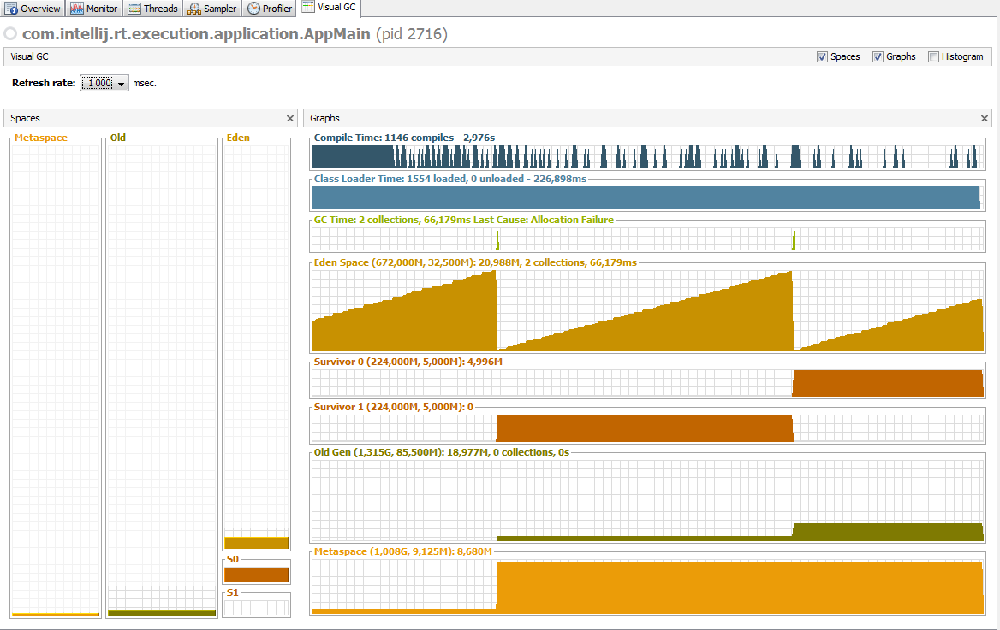 Overview Monitor Threads Sampler Profiler Visual GC
com.intellij.rt.execution.application.AppMain (pid 2716)
Visual GC Spaces Graphs Histogram
Refresh rate: 1 000 msec.
Spaces
Metaspace Old Eden
S0
S1
Graphs
Compile Time: 1146 compiles - 2,976s
Class Loader Time: 1554 loaded, 0 unloaded - 226,898ms
GC Time: 2 collections, 66,179ms Last Cause: Allocation Failure
Eden Space (672,000M, 32,500M): 20,988M, 2 collections, 66,179ms
Survivor 0 (224,000M, 5,000M): 4,996M
Survivor 1 (224,000M, 5,000M): 0
Old Gen (1,315G, 85,500M): 18,977M, 0 collections, 0s
Metaspace (1,008G, 9,125M): 8,680M